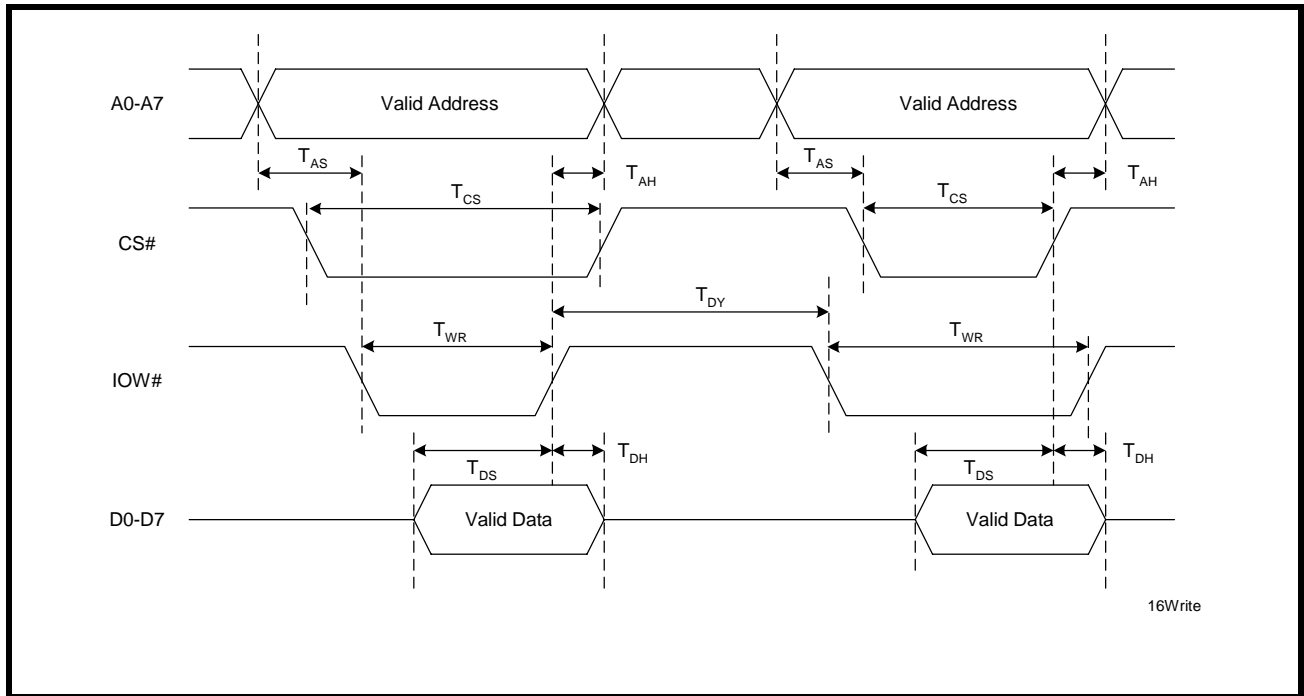 A0-A7 Valid Address Valid Address
TAS TAH TAS TAH
TCS TCS
CS#
TDY
TWR TWR
IOW#
TDH TDH
TDS TDS
D0-D7 Valid Data Valid Data
16Write